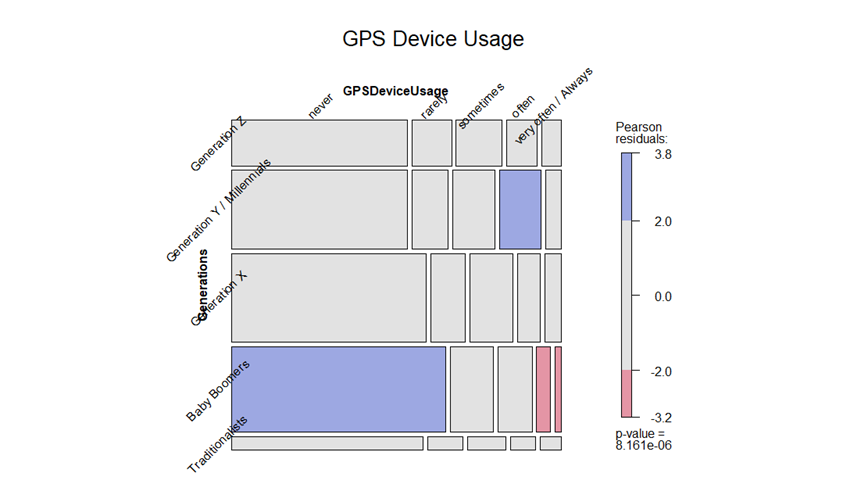 GPS Device Usage
GPSDeviceUsage
never
rarely
sometimes
often
very often / Always
Generations
Generation Z
Generation Y / Millennials
Generation X
Baby Boomers
Traditionalists
Pearson
residuals:
3.8
2.0
0.0
-2.0
-3.2
p-value =
8.161e-06